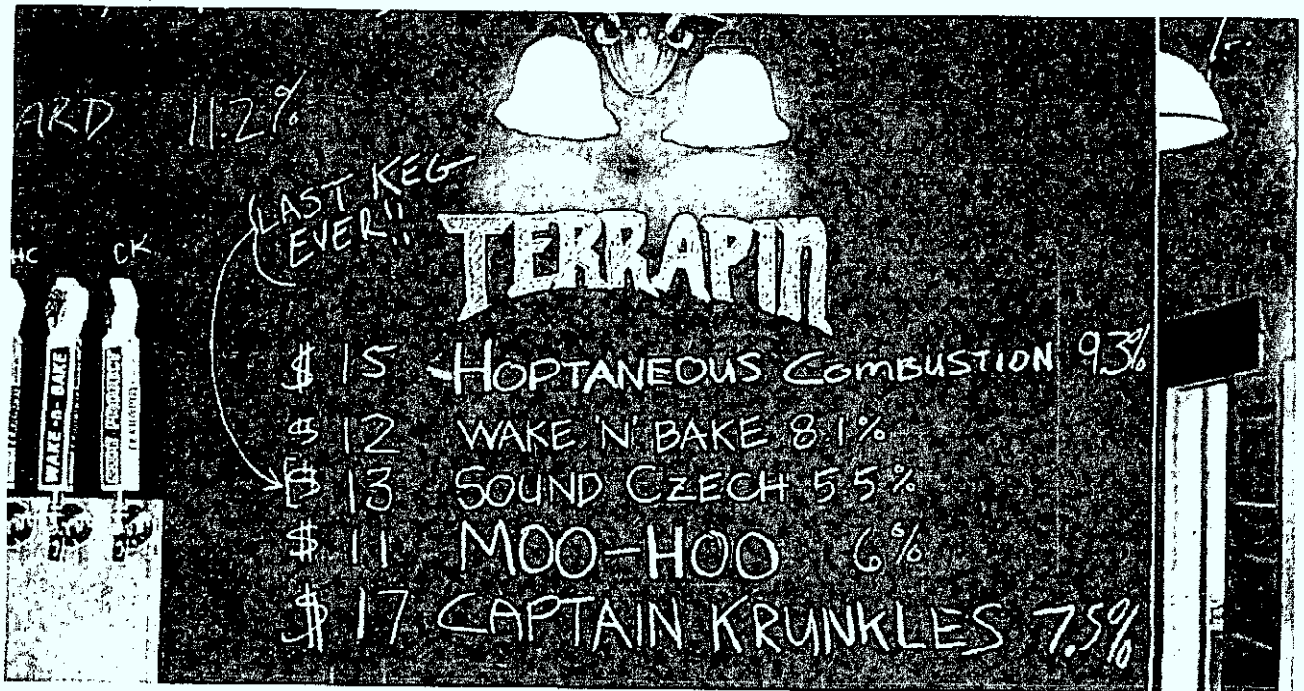 ARD 11.2%
LAST KEG
EVER!!
TERRAPIN
HC CK
WAKE-N-BAKE
$ 15 HOPTANEOUS COMBUSTION 9.3%
$ 12 WAKE N' BAKE 8.1%
$ 13 SOUND CZECH 5.5%
$ 11 MOO-HOO 6%
$ 17 CAPTAIN KRUNKLES 7.5%